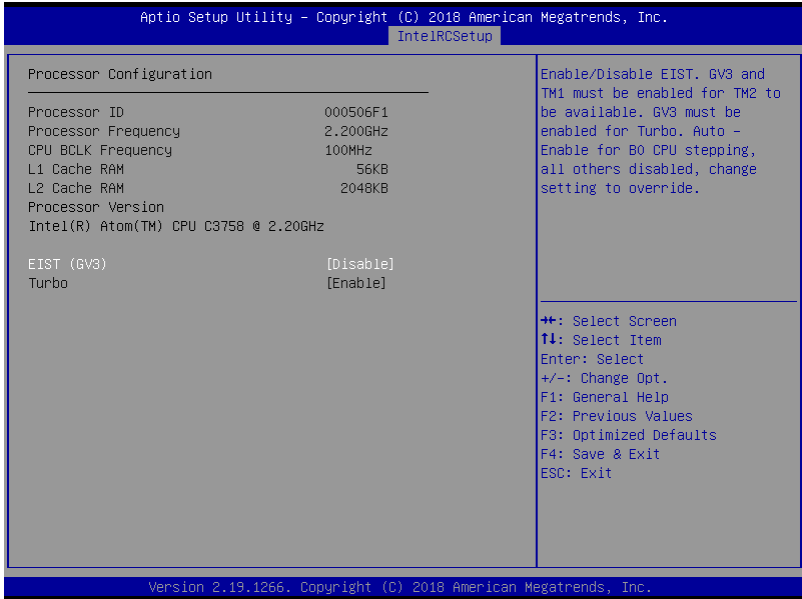 Aptio Setup Utility – Copyright (C) 2018 American Megatrends, Inc.
IntelRCSetup
Processor Configuration
Processor ID 000506F1
Processor Frequency 2.200GHz
CPU BCLK Frequency 100MHz
L1 Cache RAM 56KB
L2 Cache RAM 2048KB
Processor Version
Intel(R) Atom(TM) CPU C3758 @ 2.20GHz
EIST (GV3) [Disable]
Turbo [Enable]
Enable/Disable EIST. GV3 and
TM1 must be enabled for TM2 to
be available. GV3 must be
enabled for Turbo. Auto –
Enable for B0 CPU stepping,
all others disabled, change
setting to override.
→←: Select Screen
↑↓: Select Item
Enter: Select
+/-: Change Opt.
F1: General Help
F2: Previous Values
F3: Optimized Defaults
F4: Save & Exit
ESC: Exit
Version 2.19.1266. Copyright (C) 2018 American Megatrends, Inc.